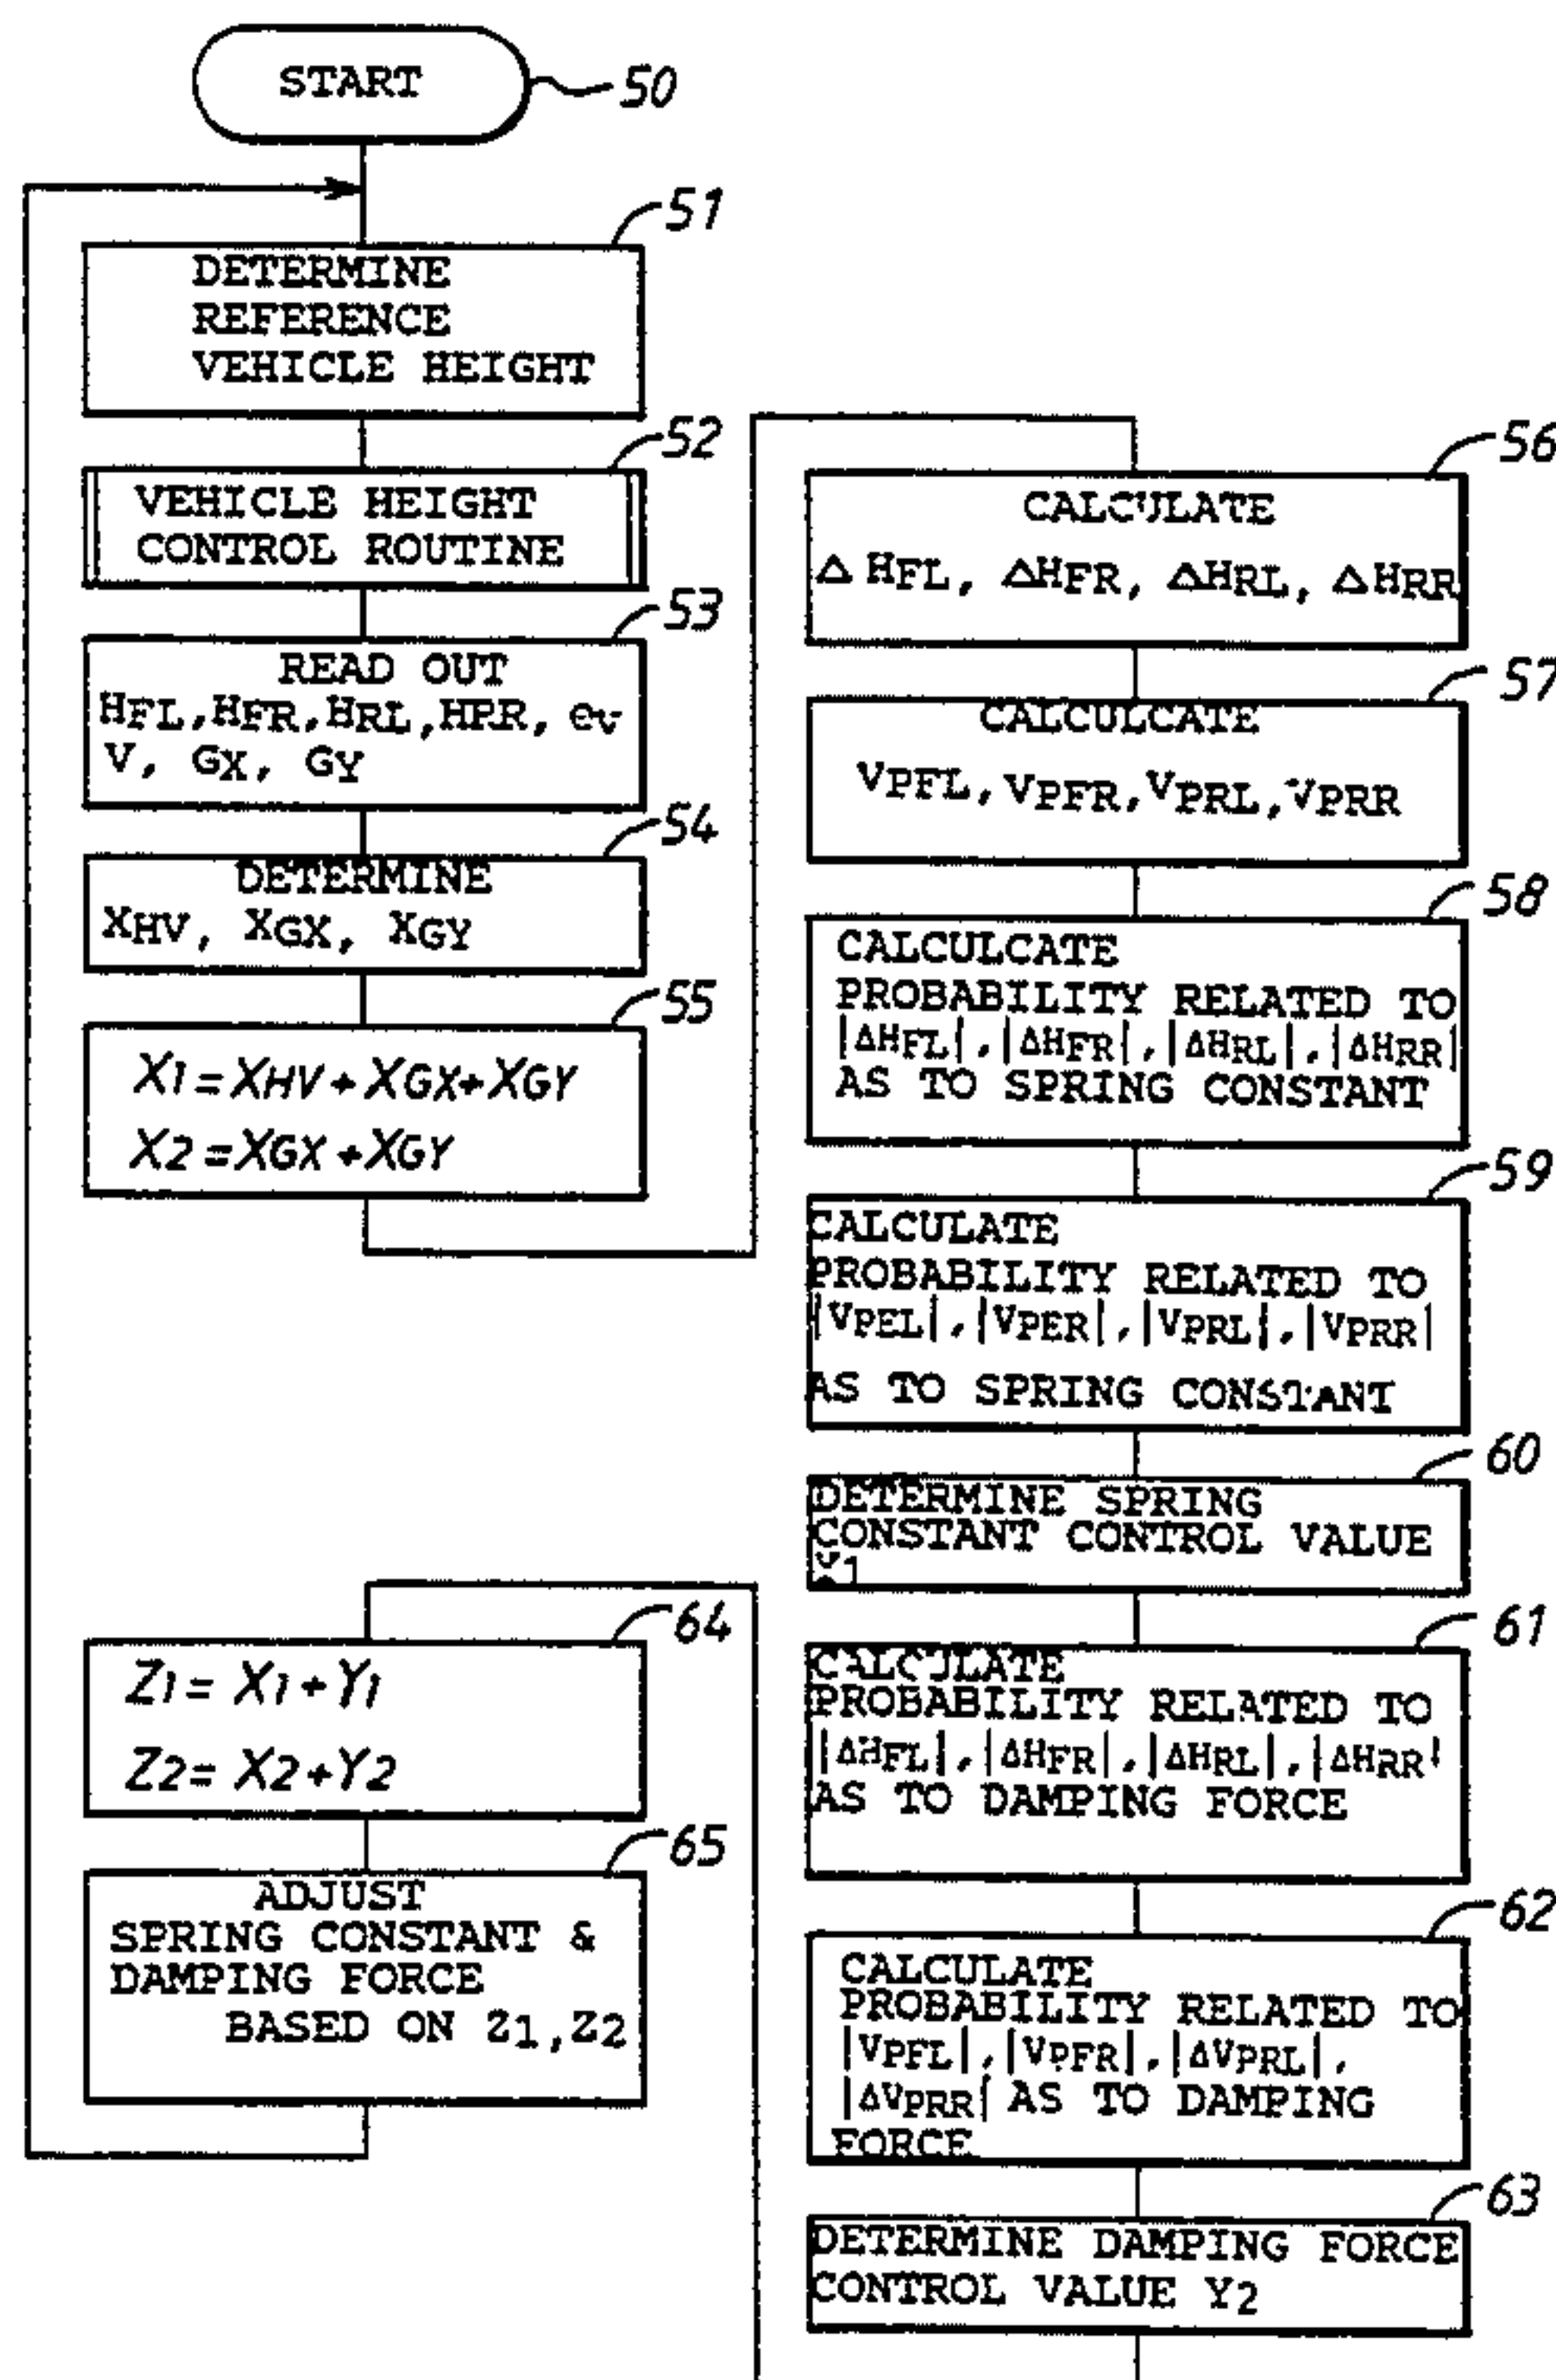 START
50
51
DETERMINE
REFERENCE
VEHICLE HEIGHT
52
VEHICLE HEIGHT
CONTROL ROUTINE
53
READ OUT
HFL, HFR, HRL, HRR, ev
V, GX, GY
54
DETERMINE
XHV, XGX, XGY
55
X1 = XHV + XGX + XGY
X2 = XGX + XGY
56
CALCULATE
Δ HFL, ΔHFR, ΔHRL, ΔHRR
57
CALCULCATE
VPFL, VPFR, VPRL, VPRR
58
CALCULCATE
PROBABILITY RELATED TO
|ΔHFL|, |ΔHFR|, |ΔHRL|, |ΔHRR|
AS TO SPRING CONSTANT
59
CALCULATE
PROBABILITY RELATED TO
|VPEL|, |VPER|, |VPRL|, |VPRR|
AS TO SPRING CONSTANT
60
DETERMINE SPRING
CONSTANT CONTROL VALUE
61
CALCULATE
PROBABILITY RELATED TO
|ΔHFL|, |ΔHFR|, |ΔHRL|, |ΔHRR|
AS TO DAMPING FORCE
62
CALCULATE
PROBABILITY RELATED TO
|VPFL|, |VPFR|, |ΔVPRL|,
|ΔVPRR| AS TO DAMPING
FORCE
63
DETERMINE DAMPING FORCE
CONTROL VALUE Y2
64
Z1 = X1 + Y1
Z2 = X2 + Y2
65
ADJUST
SPRING CONSTANT &
DAMPING FORCE
BASED ON Z1, Z2